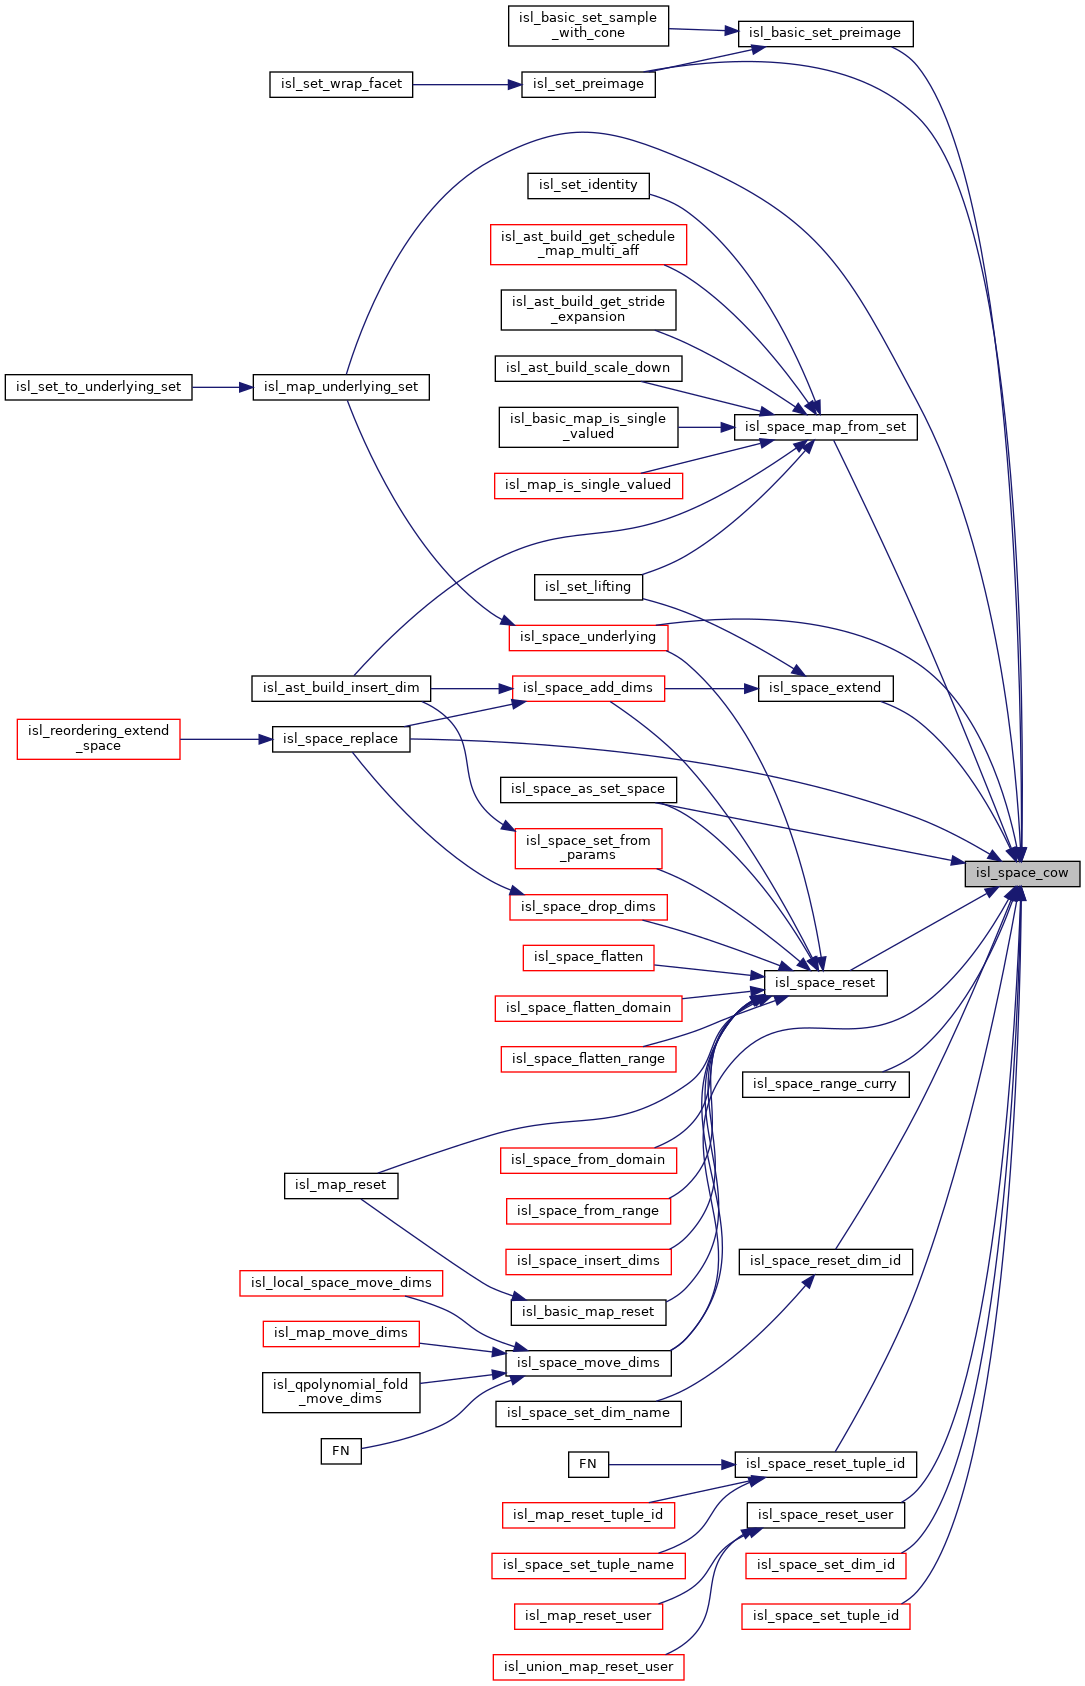 isl_basic_set_sample
_with_cone
isl_basic_set_preimage
isl_set_wrap_facet
isl_set_preimage
isl_set_identity
isl_ast_build_get_schedule
_map_multi_aff
isl_ast_build_get_stride
_expansion
isl_ast_build_scale_down
isl_set_to_underlying_set
isl_map_underlying_set
isl_basic_map_is_single
_valued
isl_space_map_from_set
isl_map_is_single_valued
isl_set_lifting
isl_space_underlying
isl_ast_build_insert_dim
isl_space_add_dims
isl_space_extend
isl_reordering_extend
_space
isl_space_replace
isl_space_as_set_space
isl_space_set_from
_params
isl_space_cow
isl_space_drop_dims
isl_space_flatten
isl_space_reset
isl_space_flatten_domain
isl_space_flatten_range
isl_space_range_curry
isl_space_from_domain
isl_map_reset
isl_space_from_range
isl_space_insert_dims
isl_space_reset_dim_id
isl_local_space_move_dims
isl_basic_map_reset
isl_map_move_dims
isl_space_move_dims
isl_qpolynomial_fold
_move_dims
isl_space_set_dim_name
FN
FN
isl_space_reset_tuple_id
isl_map_reset_tuple_id
isl_space_reset_user
isl_space_set_tuple_name
isl_space_set_dim_id
isl_map_reset_user
isl_space_set_tuple_id
isl_union_map_reset_user